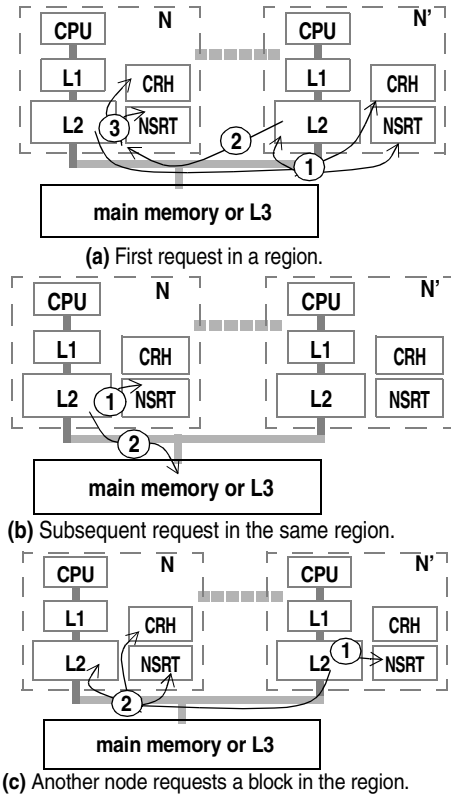 N
N'
CPU
CPU
L1
CRH
L1
CRH
L2
3
NSRT
2
L2
NSRT
1
main memory or L3
(a) First request in a region.
N
N'
CPU
CPU
L1
CRH
L1
CRH
L2
1
NSRT
L2
NSRT
2
main memory or L3
(b) Subsequent request in the same region.
N
N'
CPU
CPU
L1
CRH
L1
CRH
L2
NSRT
L2
1
NSRT
2
main memory or L3
(c) Another node requests a block in the region.